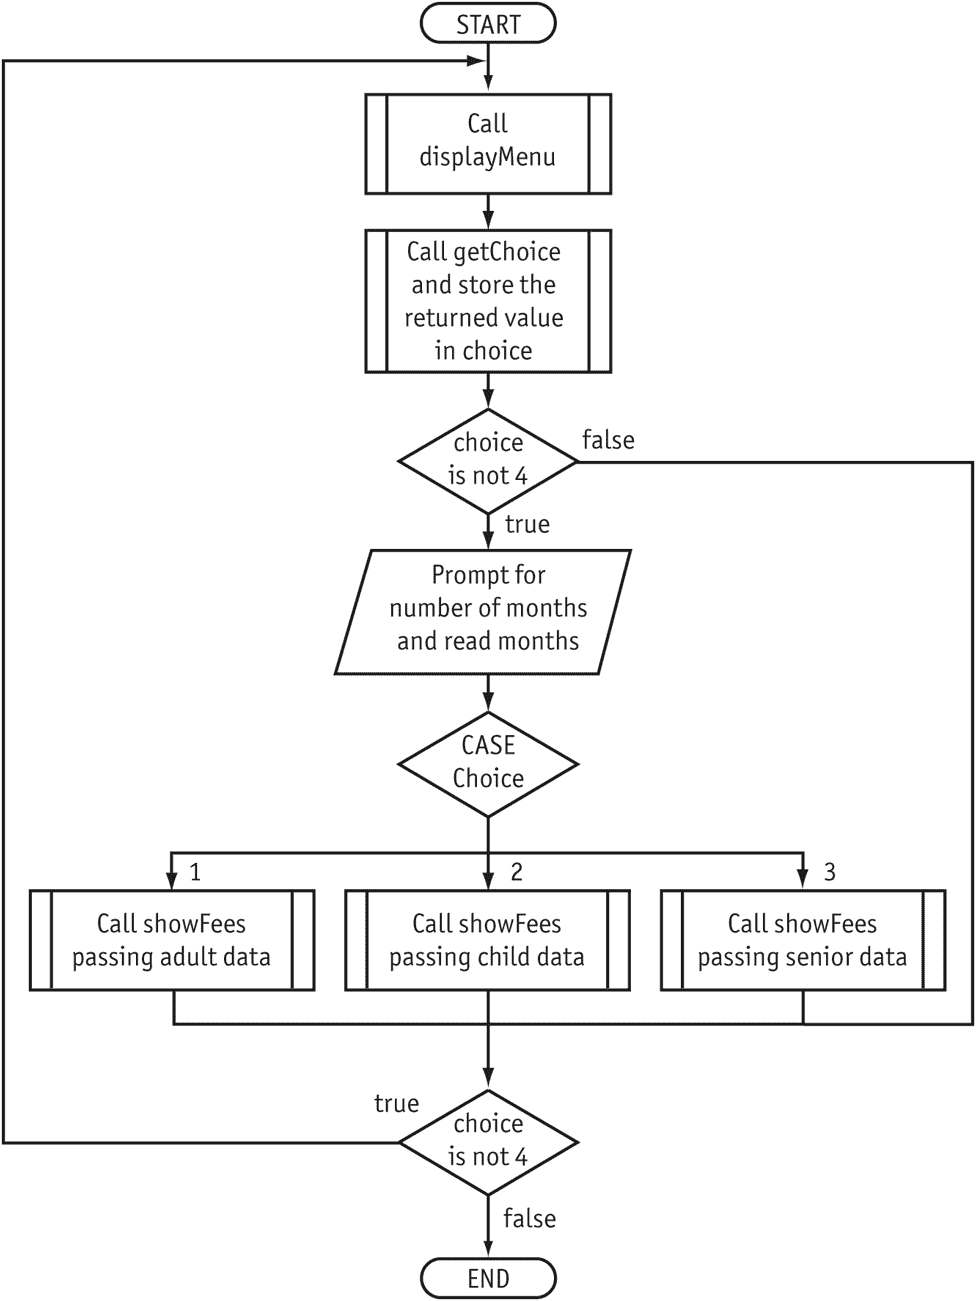 START
Call
displayMenu
Call getChoice
and store the
returned value
in choice
choice
is not 4
false
true
Prompt for
number of months
and read months
CASE
Choice
1
2
3
Call showFees
passing adult data
Call showFees
passing child data
Call showFees
passing senior data
true
choice
is not 4
false
END